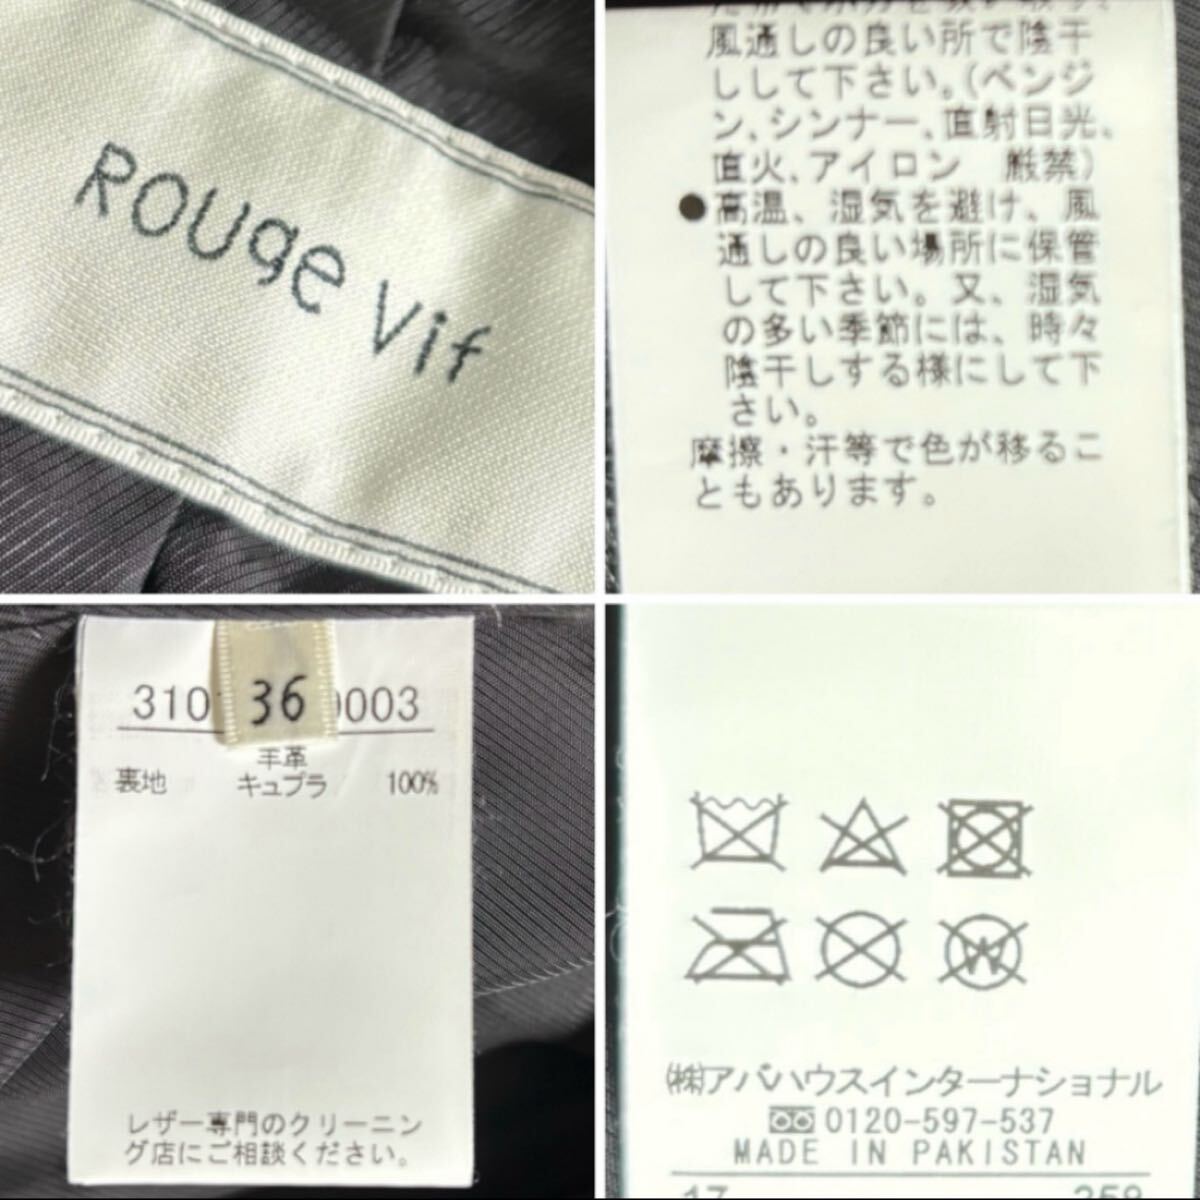 Rouge vif
風通しの良い所で陰干
しして下さい。(ベンジ
ン、シンナー、直射日光、
直火、アイロン　厳禁)
●高温、湿気を避け、風
通しの良い場所に保管
して下さい。又、湿気
の多い季節には、時々
陰干しする様にして下
さい。
摩擦・汗等で色が移るこ
ともあります。
310 36 0003
羊革
裏地 キュプラ 100%
レザー専門のクリーニン
グ店にご相談ください。
W
㈱アバハウスインターナショナル
0120-597-537
MADE IN PAKISTAN